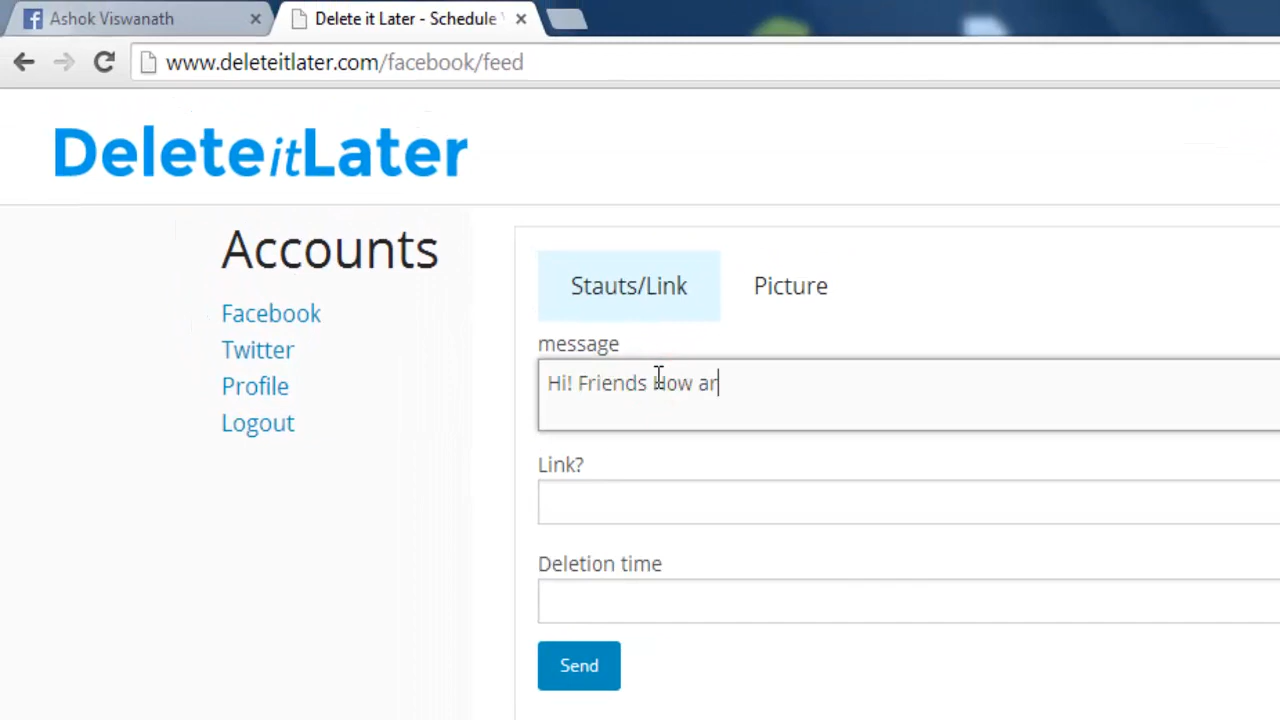 Ashok Viswanath
Delete it Later - Schedule
www.deleteitlater.com/facebook/feed
DeleteitLater
Accounts
Facebook
Twitter
Profile
Logout
Stauts/Link
Picture
message
Hi! Friends How ar
Link?
Deletion time
Send